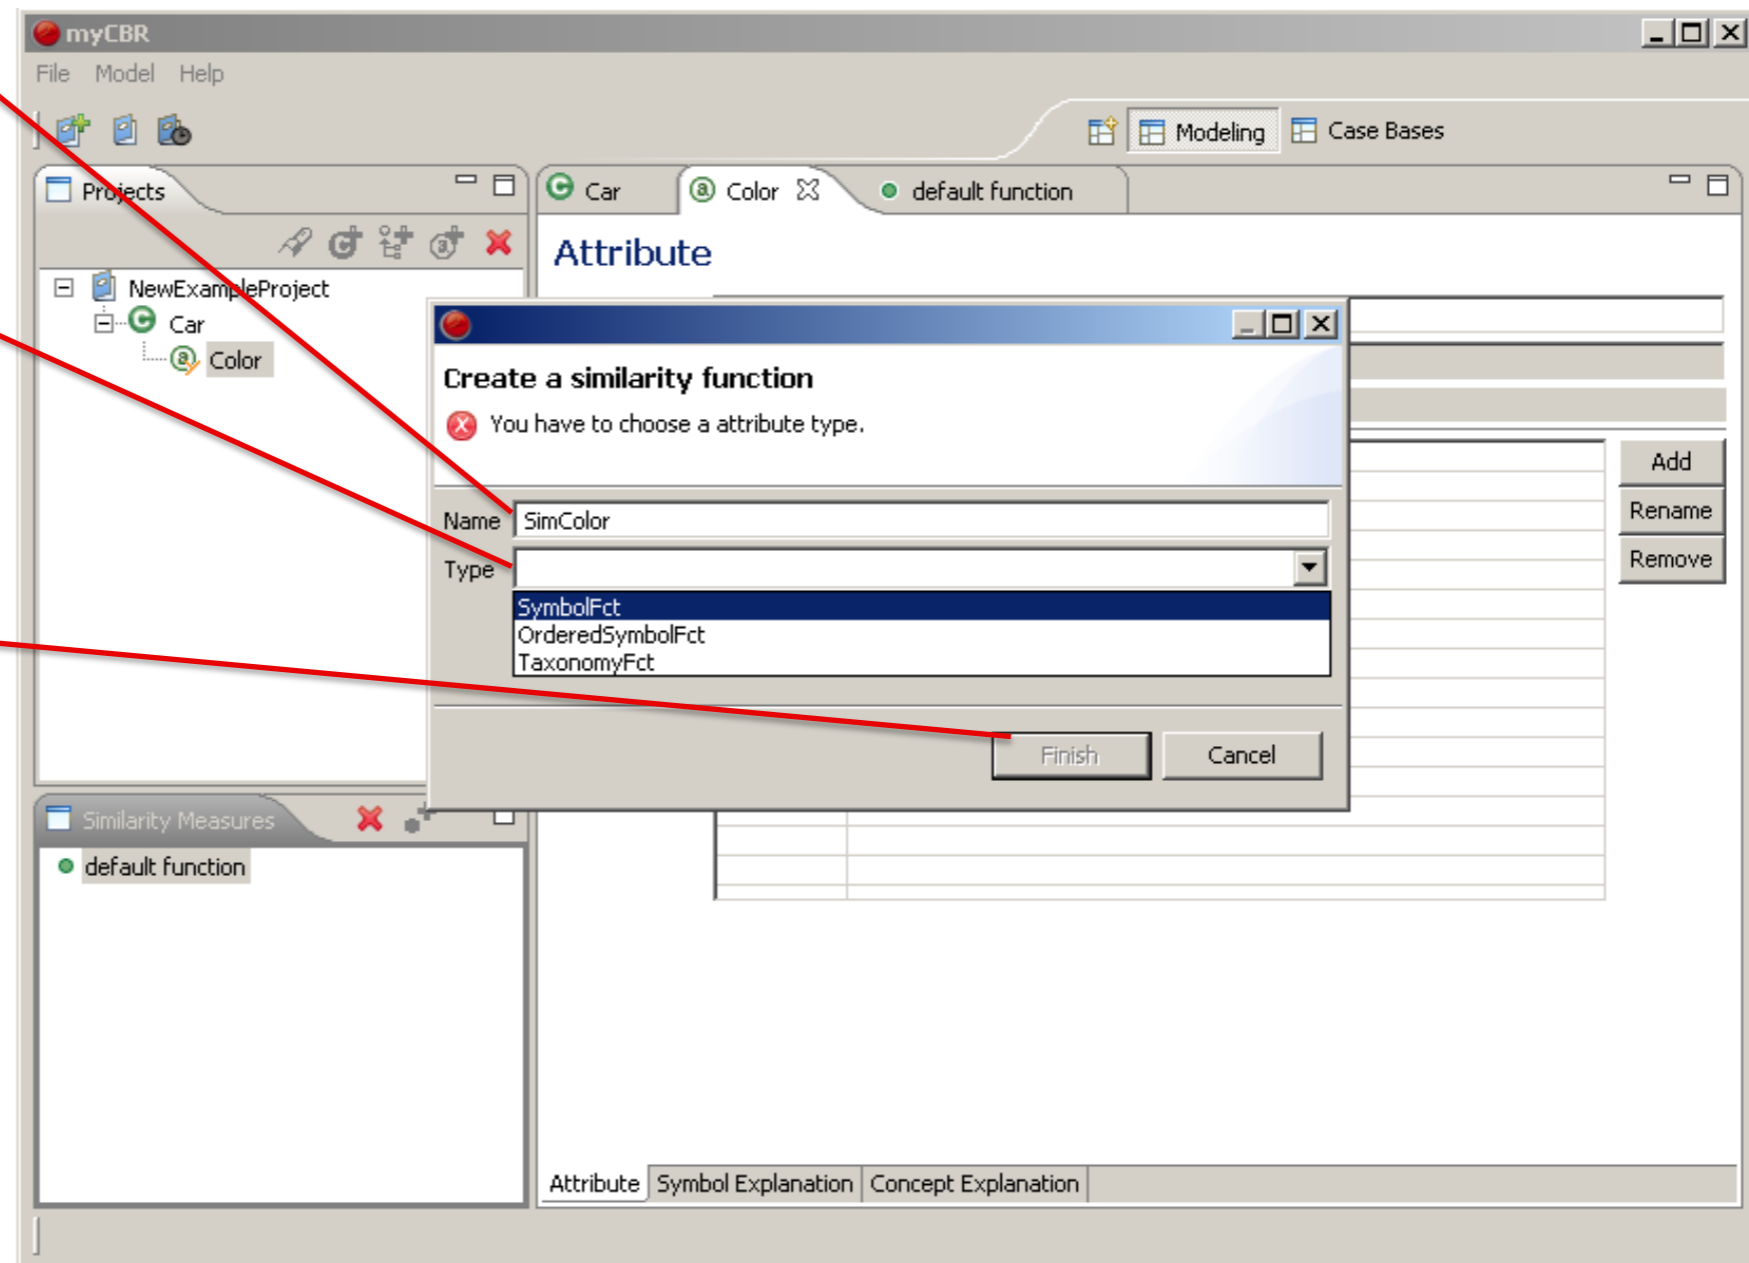 myCBR
File Model Help
Modeling Case Bases
Projects
Car Color default function
Attribute
NewExampleProject
Car
Color
Create a similarity function
You have to choose a attribute type.
Name SimColor
Type
SymbolFct
OrderedSymbolFct
TaxonomyFct
Finish Cancel
Add
Rename
Remove
Similarity Measures
default function
Attribute Symbol Explanation Concept Explanation